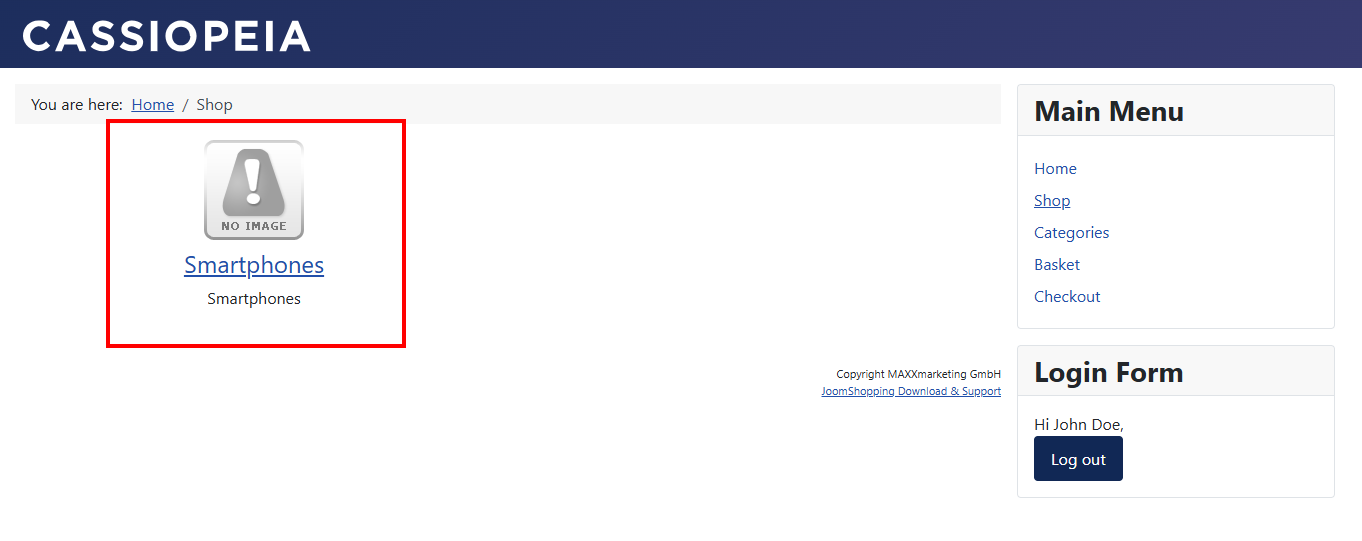 CASSIOPEIA
You are here: Home / Shop
NO IMAGE
Smartphones
Smartphones
Copyright MAXXmarketing GmbH
JoomShopping Download & Support
Main Menu
Home
Shop
Categories
Basket
Checkout
Login Form
Hi John Doe,
Log out